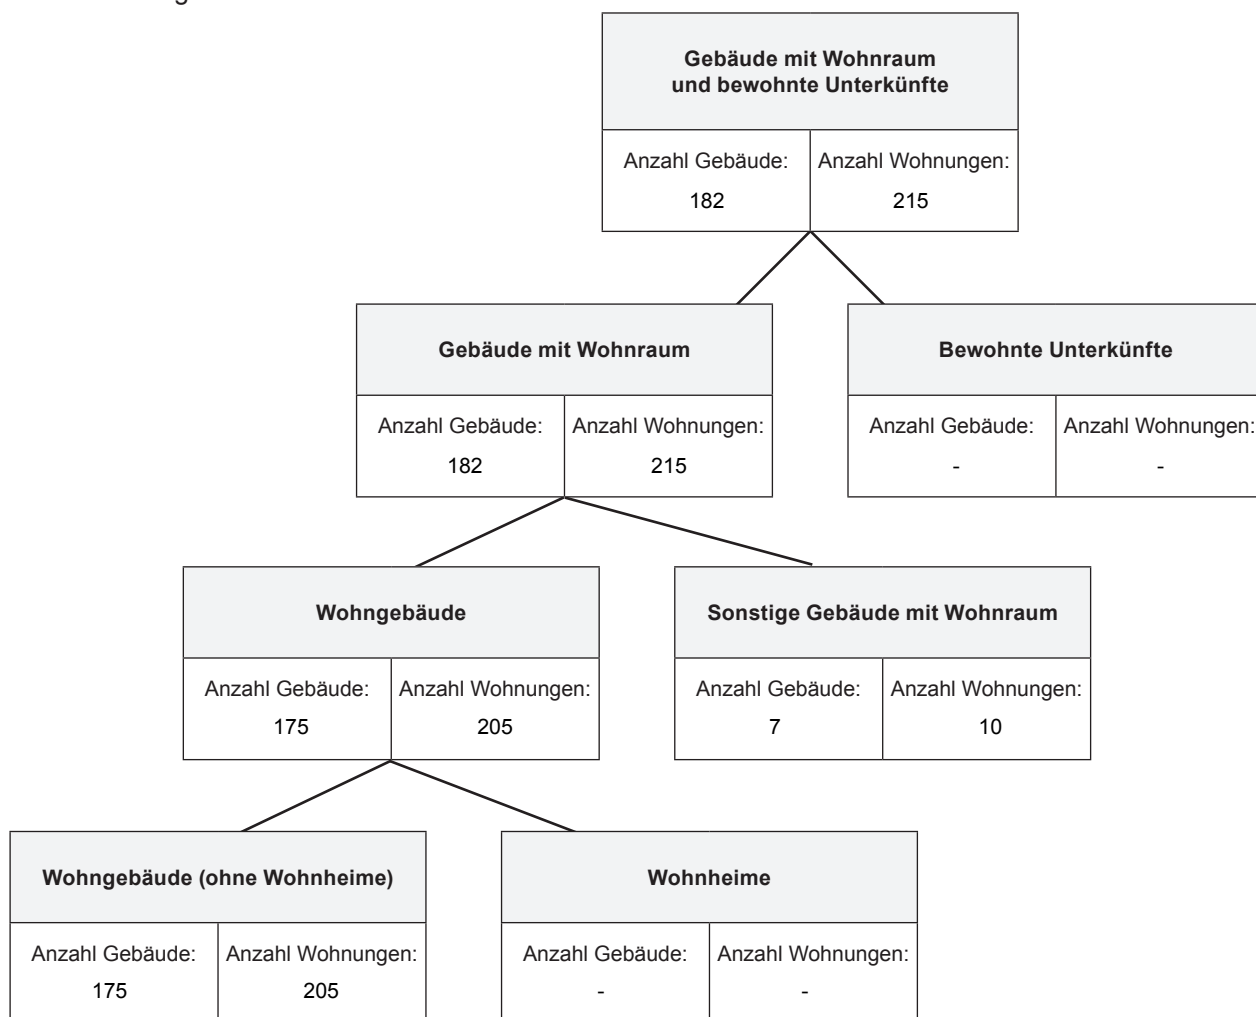 Gebäude mit Wohnraum
und bewohnte Unterkünfte
Anzahl Gebäude: Anzahl Wohnungen:
182 215
Gebäude mit Wohnraum
Bewohnte Unterkünfte
Anzahl Gebäude: Anzahl Wohnungen:
182 215
Anzahl Gebäude: Anzahl Wohnungen:
- -
Wohngebäude
Sonstige Gebäude mit Wohnraum
Anzahl Gebäude: Anzahl Wohnungen:
175 205
Anzahl Gebäude: Anzahl Wohnungen:
7 10
Wohngebäude (ohne Wohnheime)
Wohnheime
Anzahl Gebäude: Anzahl Wohnungen:
175 205
Anzahl Gebäude: Anzahl Wohnungen:
- -